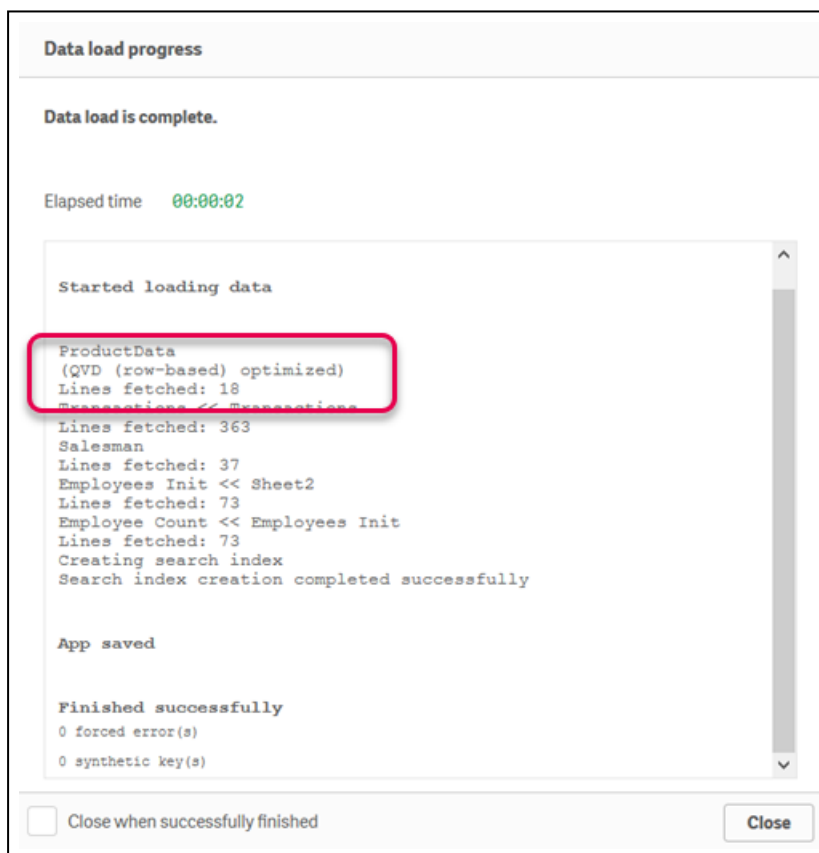 Data load progress
Data load is complete.
Elapsed time 00:00:02
Started loading data
ProductData
(QVD (row-based) optimized)
Lines fetched: 18
Transactions << Transactions
Lines fetched: 363
Salesman
Lines fetched: 37
Employees Init << Sheet2
Lines fetched: 73
Employee Count << Employees Init
Lines fetched: 73
Creating search index
Search index creation completed successfully
App saved
Finished successfully
0 forced error(s)
0 synthetic key(s)
Close when successfully finished
Close